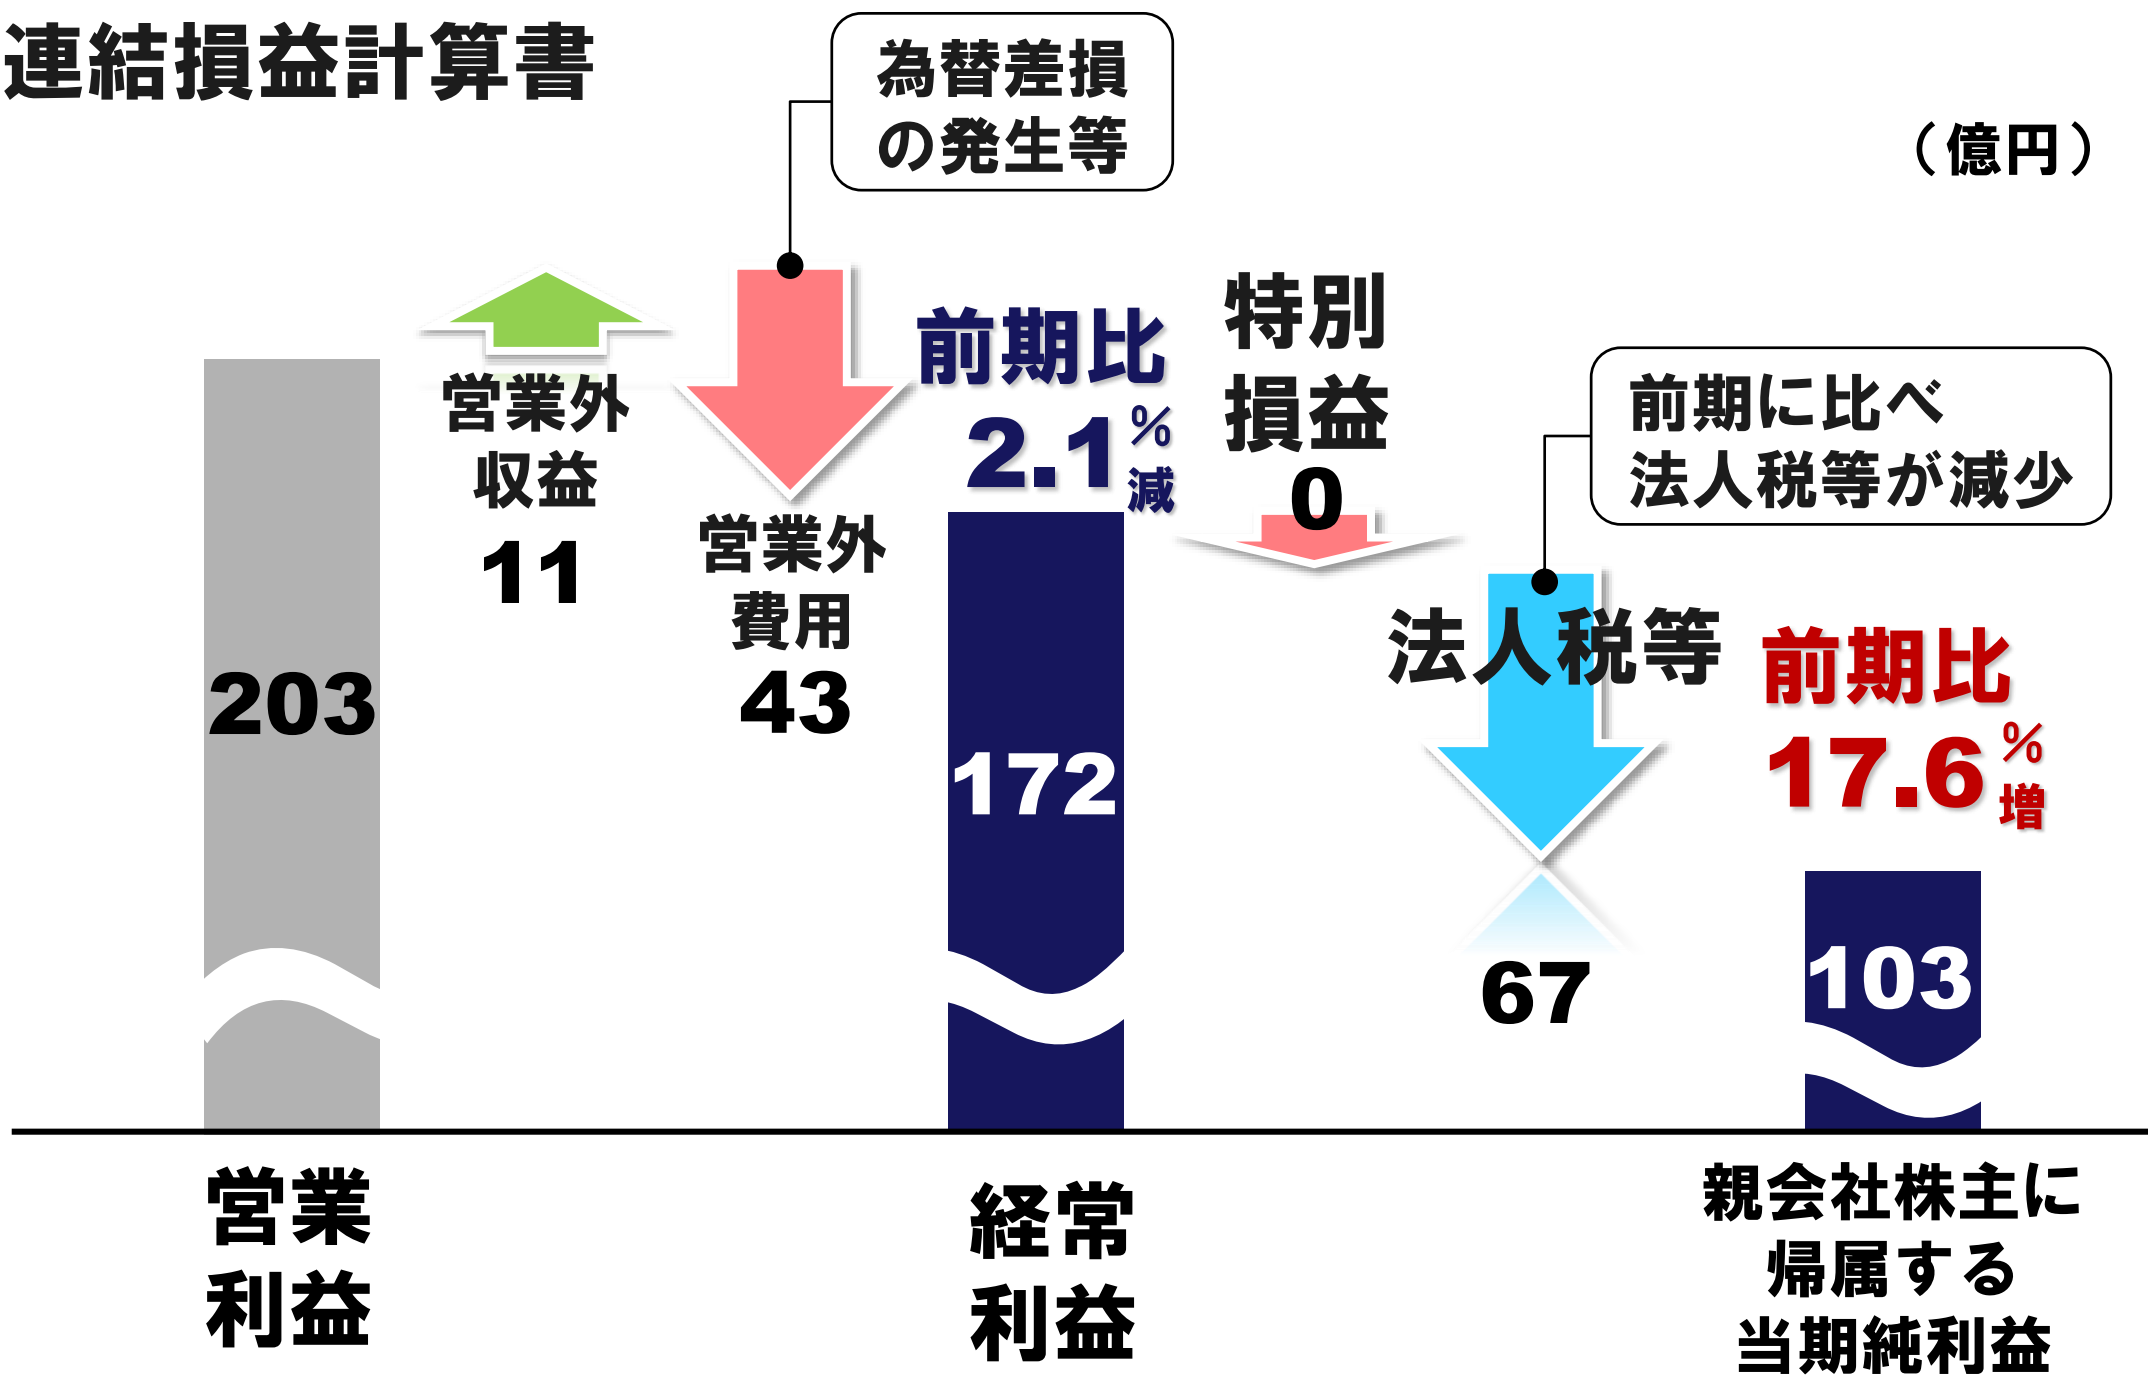 連結損益計算書
為替差損
の発生等
（億円）
営業外
収益
11
営業外
費用
43
前期比
2.1％減
特別
損益
0
前期に比べ
法人税等が減少
法人税等
67
前期比
17.6％増
203
172
103
営業
利益
経常
利益
親会社株主に
帰属する
当期純利益